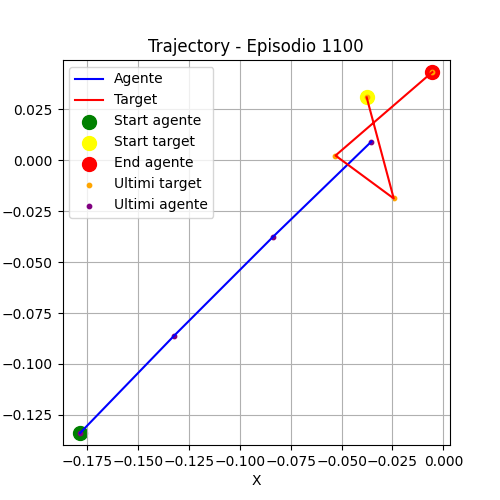 Trajectory - Episodio 1100
Agente
Target
Start agente
Start target
End agente
Ultimi target
Ultimi agente
0.025
0.000
−0.025
−0.050
−0.075
−0.100
−0.125
−0.175 −0.150 −0.125 −0.100 −0.075 −0.050 −0.025 0.000
X